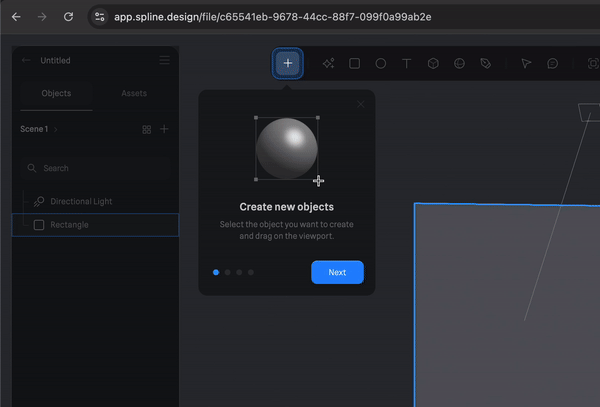 app.spline.design/file/c65541eb-9678-44cc-88f7-099f0a99ab2e
Untitled
Objects
Assets
Scene 1
Search
Directional Light
Rectangle
Create new objects
Select the object you want to create
and drag on the viewport.
Next